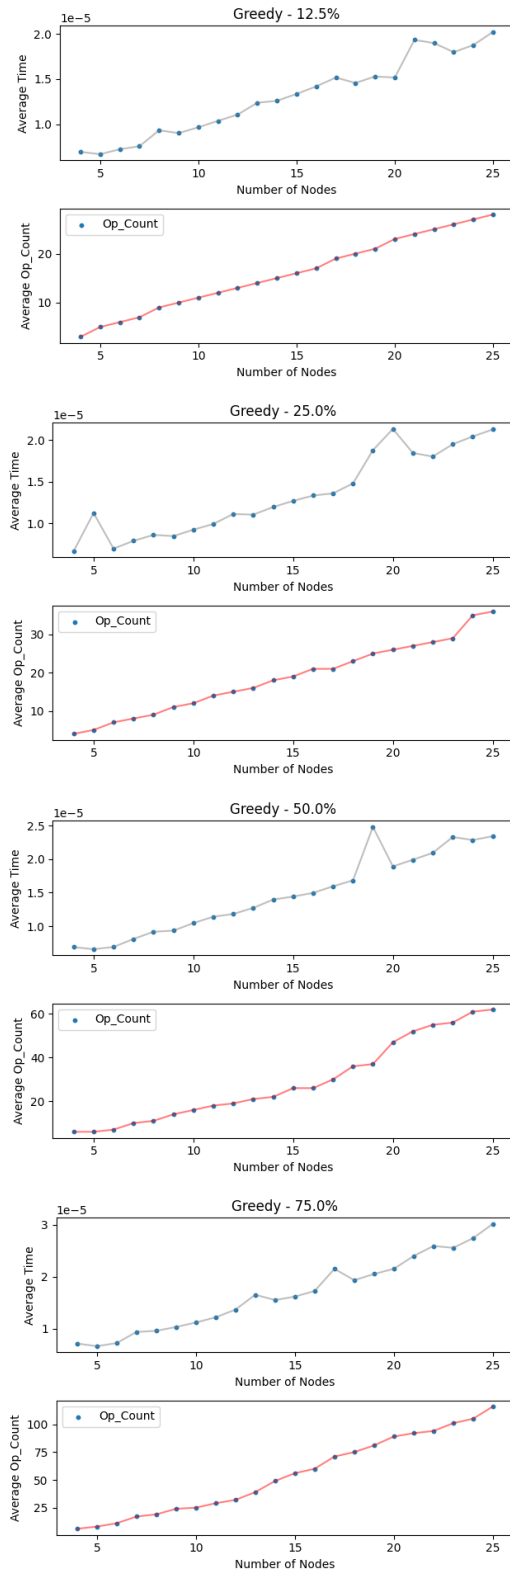 Greedy - 12.5%
1e−5
2.0
1.5
1.0
Average Time
5 10 15 20 25
Number of Nodes
Op_Count
20
10
Average Op_Count
5 10 15 20 25
Number of Nodes
Greedy - 25.0%
1e−5
2.0
1.5
1.0
Average Time
5 10 15 20 25
Number of Nodes
Op_Count
30
20
10
Average Op_Count
5 10 15 20 25
Number of Nodes
Greedy - 50.0%
1e−5
2.5
2.0
1.5
1.0
Average Time
5 10 15 20 25
Number of Nodes
Op_Count
60
40
20
Average Op_Count
5 10 15 20 25
Number of Nodes
Greedy - 75.0%
1e−5
3
2
1
Average Time
5 10 15 20 25
Number of Nodes
Op_Count
100
75
50
25
Average Op_Count
5 10 15 20 25
Number of Nodes